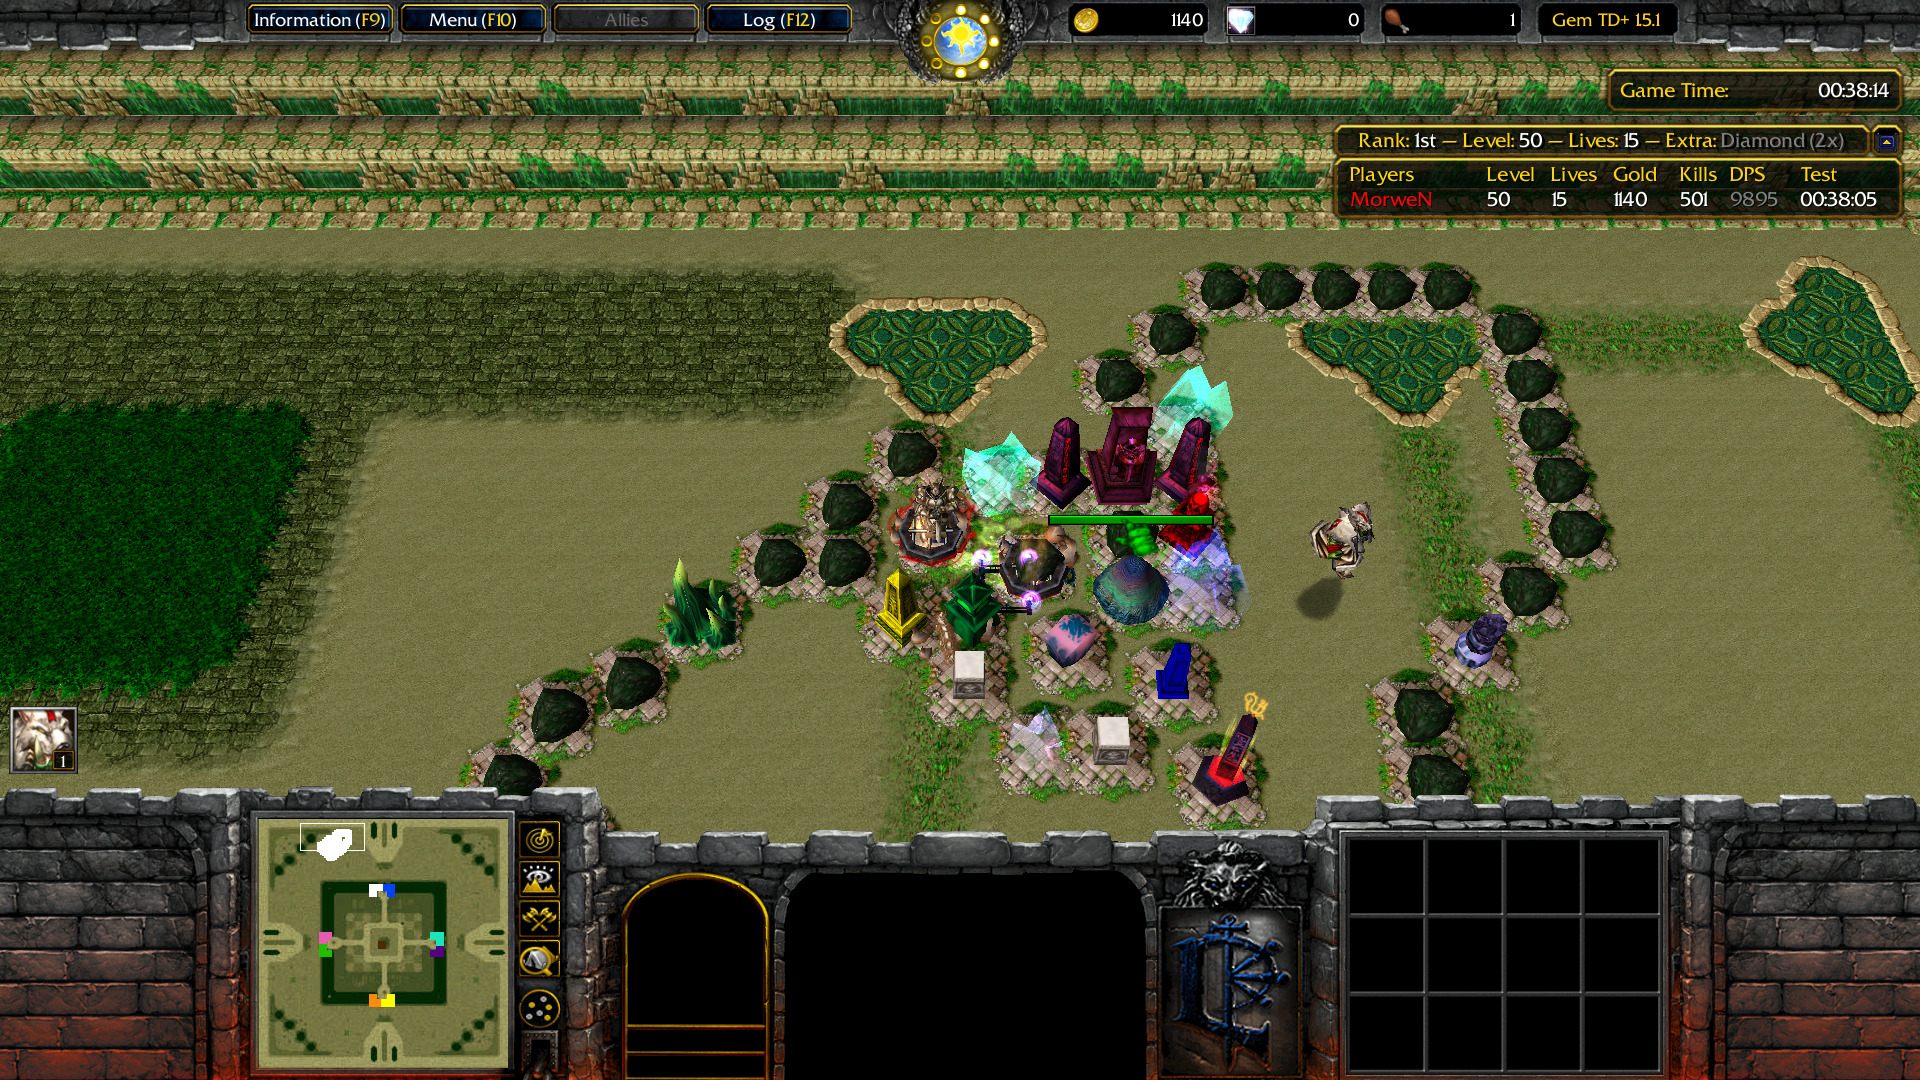 Information (F9) Menu (F10) Allies Log (F12) 1140 0 1 Gem TD+ 15.1
Game Time: 00:38:14
Rank: 1st – Level: 50 – Lives: 15 – Extra: Diamond (2x)
Players Level Lives Gold Kills DPS Test
MorweN 50 15 1140 501 9895 00:38:05
1